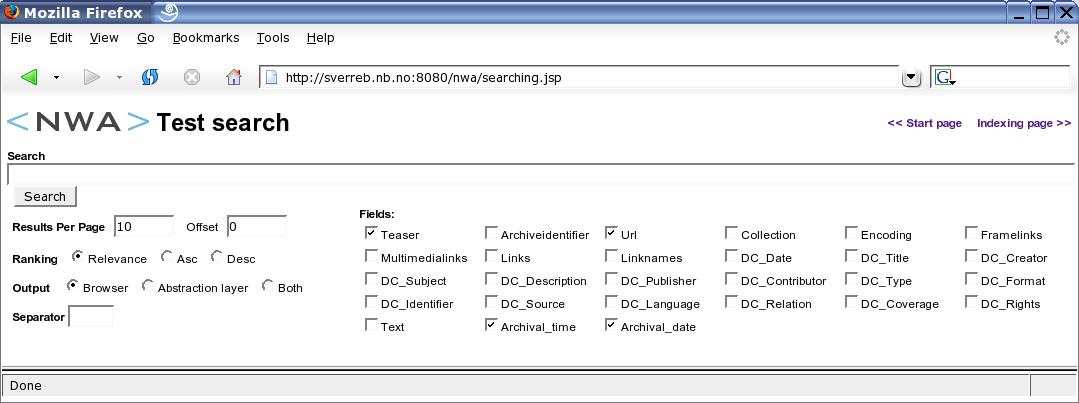 Mozilla Firefox
File Edit View Go Bookmarks Tools Help
http://sverreb.nb.no:8080/nwa/searching.jsp G
<NWA> Test search << Start page Indexing page >>
Search
Search
Results Per Page 10 Offset 0
Ranking Relevance Asc Desc
Output Browser Abstraction layer Both
Separator
Fields:
Teaser Archiveidentifier Url Collection Encoding Framelinks
Multimedialinks Links Linknames DC_Date DC_Title DC_Creator
DC_Subject DC_Description DC_Publisher DC_Contributor DC_Type DC_Format
DC_Identifier DC_Source DC_Language DC_Relation DC_Coverage DC_Rights
Text Archival_time Archival_date
Done